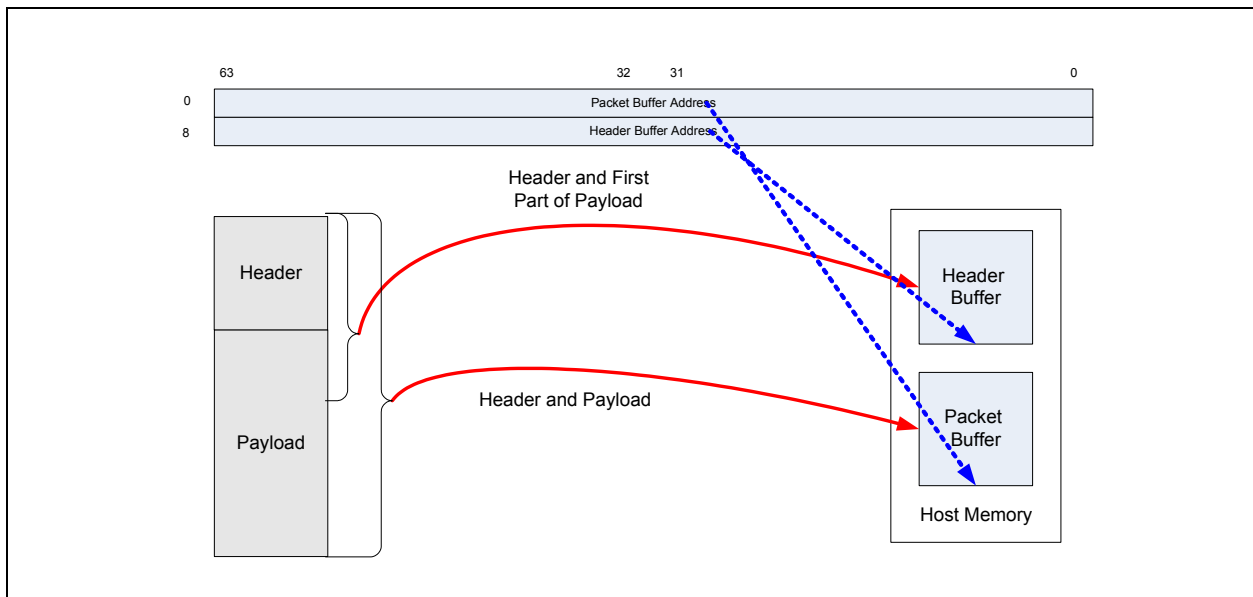 63 32 31 0
0 Packet Buffer Address
8 Header Buffer Address
Header and First
Part of Payload
Header
Header
Buffer
Header and Payload
Payload
Packet
Buffer
Host Memory